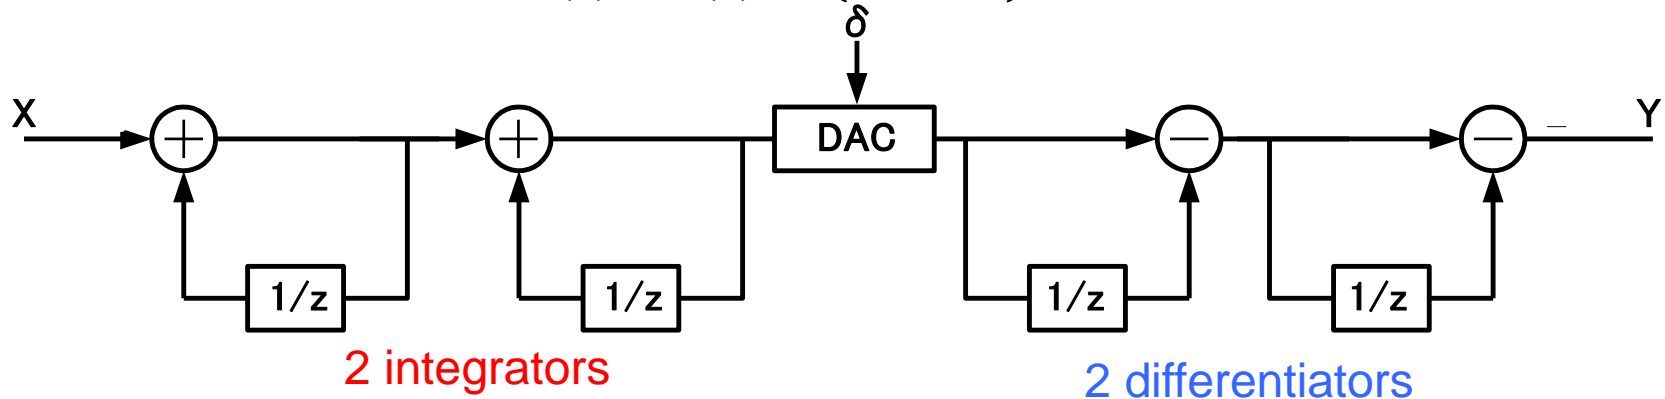 δ
X
+
+
DAC
−
−
Y
1/z
1/z
1/z
1/z
2 integrators
2 differentiators